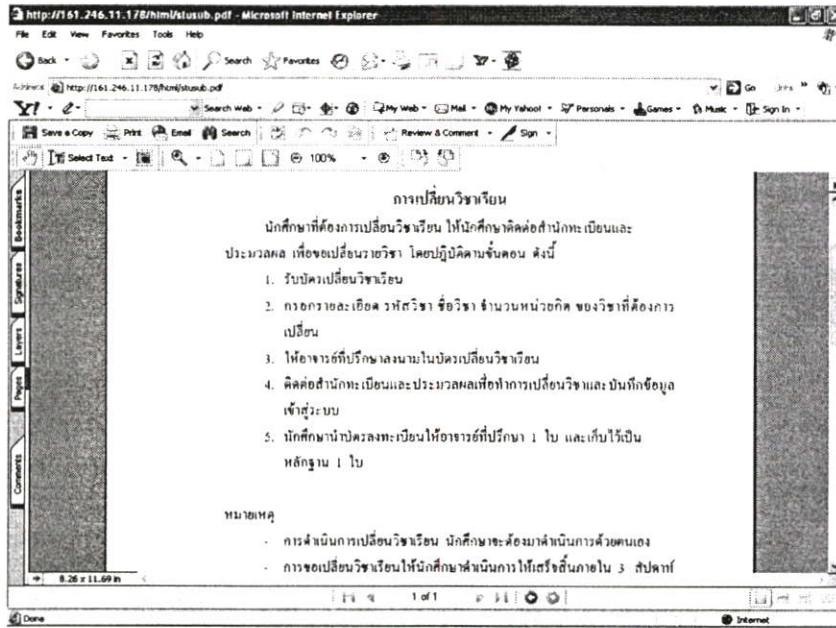 http://161.246.11.178/html/stusub.pdf - Microsoft Internet Explorer
File Edit View Favorites Tools Help
Back Search Favorites
Address http://161.246.11.178/html/stusub.pdf Go Links
Y! Search Web My Web Mail My Yahoo! Personals Games Music Sign In
Save a Copy Print Email Search Review & Comment Sign
Select Text 100%
Bookmarks
Signatures
Layers
Pages
Comments
การเปลี่ยนวิชาเรียน
นักศึกษาที่ต้องการเปลี่ยนวิชาเรียน ให้นักศึกษาติดต่อสำนักทะเบียนและ
ประมวลผล เพื่อขอเปลี่ยนรายวิชา โดยปฏิบัติตามขั้นตอน ดังนี้
1. รับบัตรเปลี่ยนวิชาเรียน
2. กรอกรายละเอียด รหัสวิชา ชื่อวิชา จำนวนหน่วยกิต ของวิชาที่ต้องการ
เปลี่ยน
3. ให้อาจารย์ที่ปรึกษาลงนามในบัตรเปลี่ยนวิชาเรียน
4. ติดต่อสำนักทะเบียนและประมวลผลเพื่อทำการเปลี่ยนวิชาและบันทึกข้อมูล
เข้าสู่ระบบ
5. นักศึกษานำบัตรลงทะเบียนให้อาจารย์ที่ปรึกษา 1 ใบ และเก็บไว้เป็น
หลักฐาน 1 ใบ
หมายเหตุ
- การดำเนินการเปลี่ยนวิชาเรียน นักศึกษาจะต้องมาดำเนินการด้วยตนเอง
- การขอเปลี่ยนวิชาเรียนให้นักศึกษาดำเนินการให้เสร็จสิ้นภายใน 3 สัปดาห์
8.26 x 11.69 in
1 of 1
Done Internet